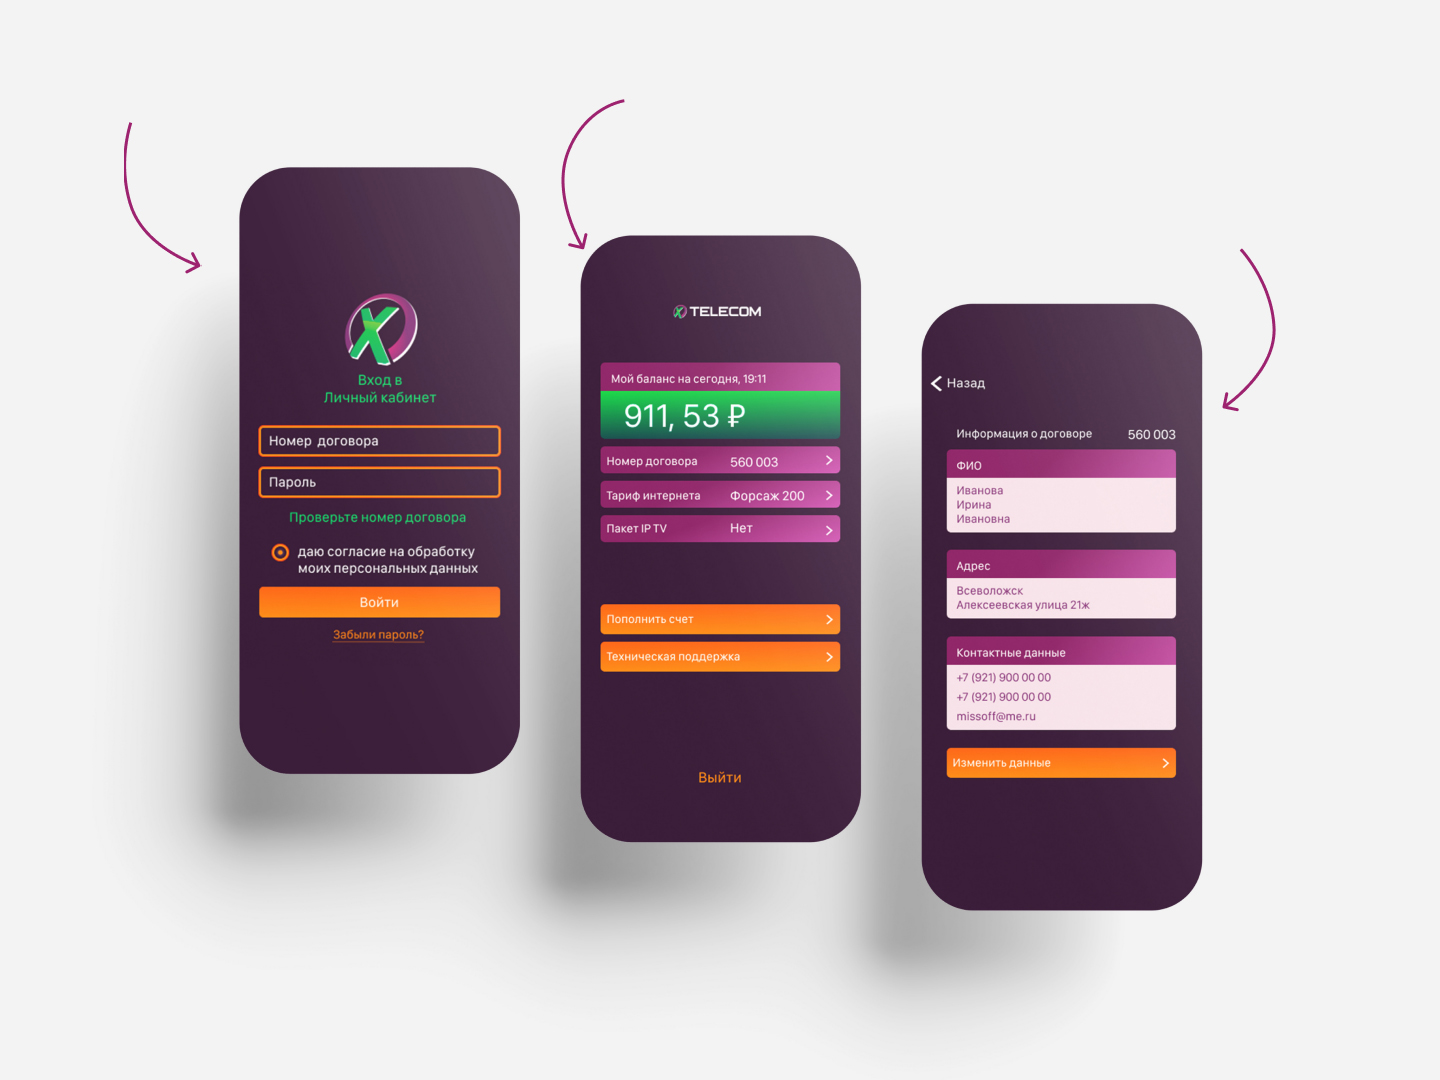 Вход в
Личный кабинет
Номер договора
Пароль
Проверьте номер договора
даю согласие на обработку
моих персональных данных
Войти
Забыли пароль?
X TELECOM
Мой баланс на сегодня, 19:11
911, 53 ₽
Номер договора 560 003
Тариф интернета Форсаж 200
Пакет IP TV Нет
Пополнить счет
Техническая поддержка
Выйти
Назад
Информация о договоре 560 003
ФИО
Иванова
Ирина
Ивановна
Адрес
Всеволожск
Алексеевская улица 21ж
Контактные данные
+7 (921) 900 00 00
+7 (921) 900 00 00
missoff@me.ru
Изменить данные